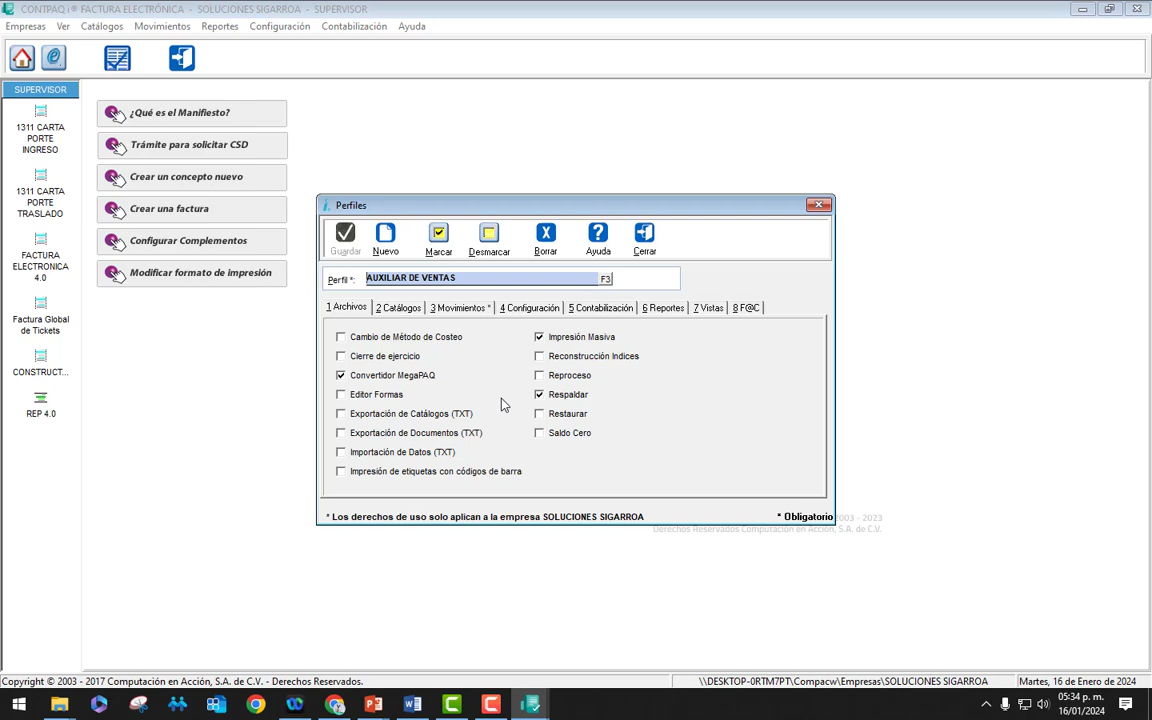 CONTPAQ i® FACTURA ELECTRÓNICA - SOLUCIONES SIGARROA - SUPERVISOR
Empresas Ver Catálogos Movimientos Reportes Configuración Contabilización Ayuda
SUPERVISOR
1311 CARTA
PORTE
INGRESO
1311 CARTA
PORTE
TRASLADO
FACTURA
ELECTRONICA
4.0
Factura Global
de Tickets
CONSTRUCT...
REP 4.0
¿Qué es el Manifiesto?
Trámite para solicitar CSD
Crear un concepto nuevo
Crear una factura
Configurar Complementos
Modificar formato de impresión
Perfiles
Guardar Nuevo Marcar Desmarcar Borrar Ayuda Cerrar
Perfil *: AUXILIAR DE VENTAS F3
1 Archivos 2 Catálogos 3 Movimientos * 4 Configuración 5 Contabilización 6 Reportes 7 Vistas 8 F@C
Cambio de Método de Costeo
Cierre de ejercicio
Convertidor MegaPAQ
Editor Formas
Exportación de Catálogos (TXT)
Exportación de Documentos (TXT)
Importación de Datos (TXT)
Impresión de etiquetas con códigos de barra
Impresión Masiva
Reconstrucción Indices
Reproceso
Respaldar
Restaurar
Saldo Cero
* Los derechos de uso solo aplican a la empresa SOLUCIONES SIGARROA * Obligatorio
2003 - 2023
Derechos Reservados Computación en Acción, S.A. de C.V.
Copyright © 2003 - 2017 Computación en Acción, S.A. de C.V. - Derechos Reservados. \\DESKTOP-0RTM7PT\Compacw\Empresas\SOLUCIONES SIGARROA Martes, 16 de Enero de 2024
05:34 p. m.
16/01/2024